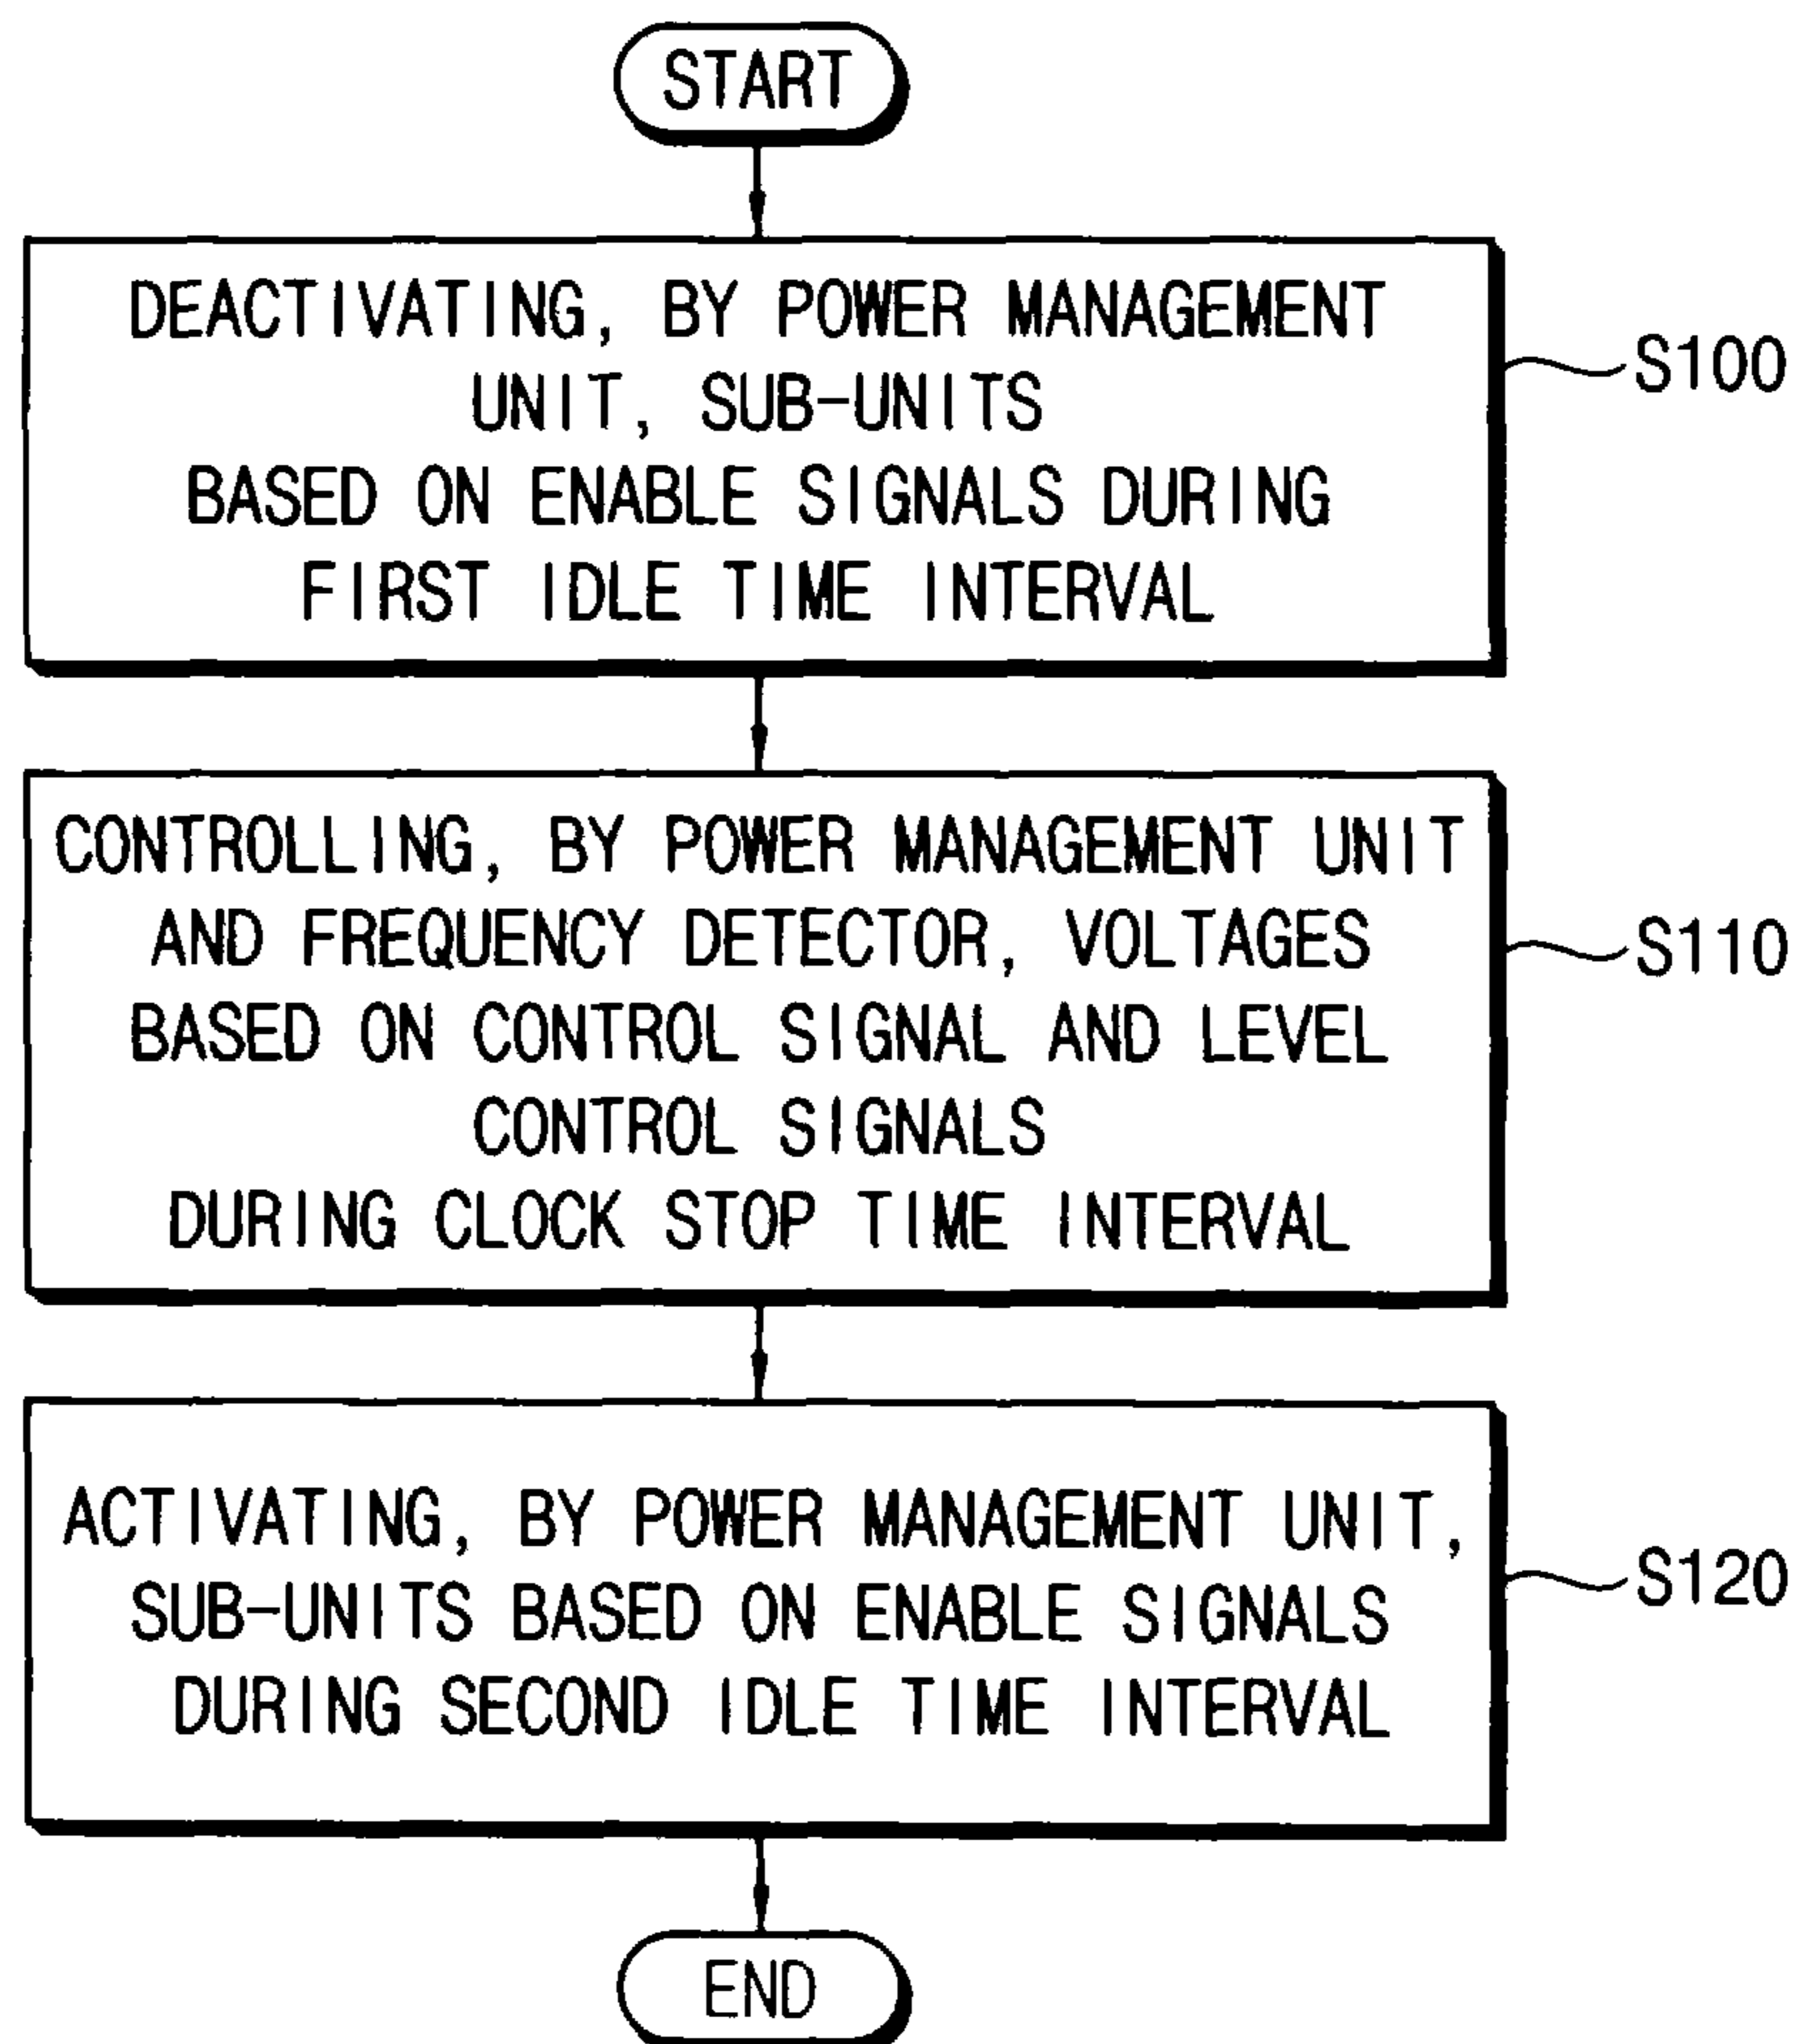 START
DEACTIVATING, BY POWER MANAGEMENT
UNIT, SUB-UNITS
BASED ON ENABLE SIGNALS DURING
FIRST IDLE TIME INTERVAL
S100
CONTROLLING, BY POWER MANAGEMENT UNIT
AND FREQUENCY DETECTOR, VOLTAGES
BASED ON CONTROL SIGNAL AND LEVEL
CONTROL SIGNALS
DURING CLOCK STOP TIME INTERVAL
S110
ACTIVATING, BY POWER MANAGEMENT UNIT,
SUB-UNITS BASED ON ENABLE SIGNALS
DURING SECOND IDLE TIME INTERVAL
S120
END